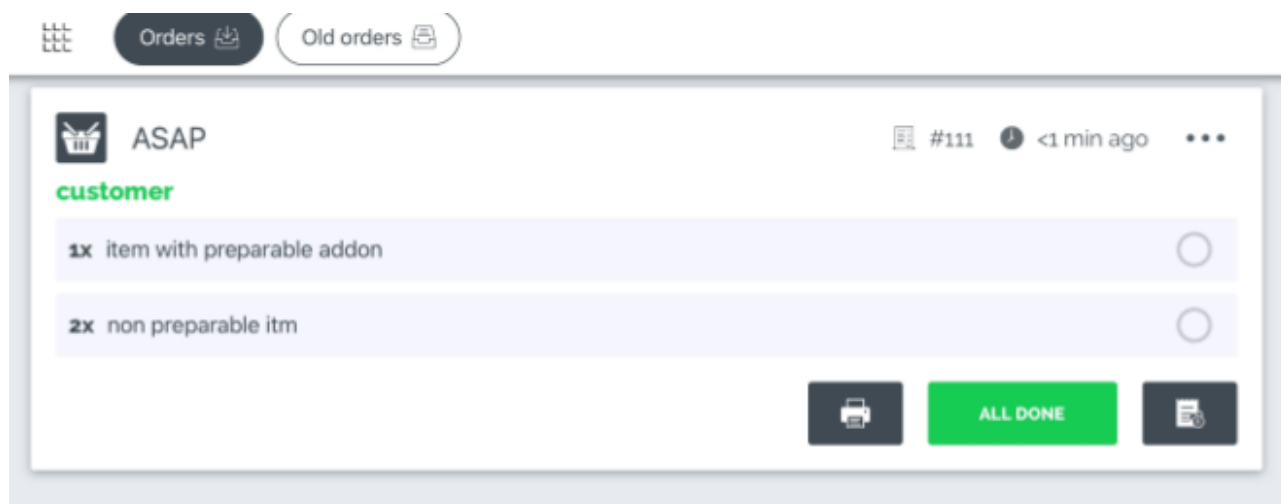 Orders Old orders
ASAP #111 <1 min ago
customer
1x item with preparable addon
2x non preparable itm
ALL DONE